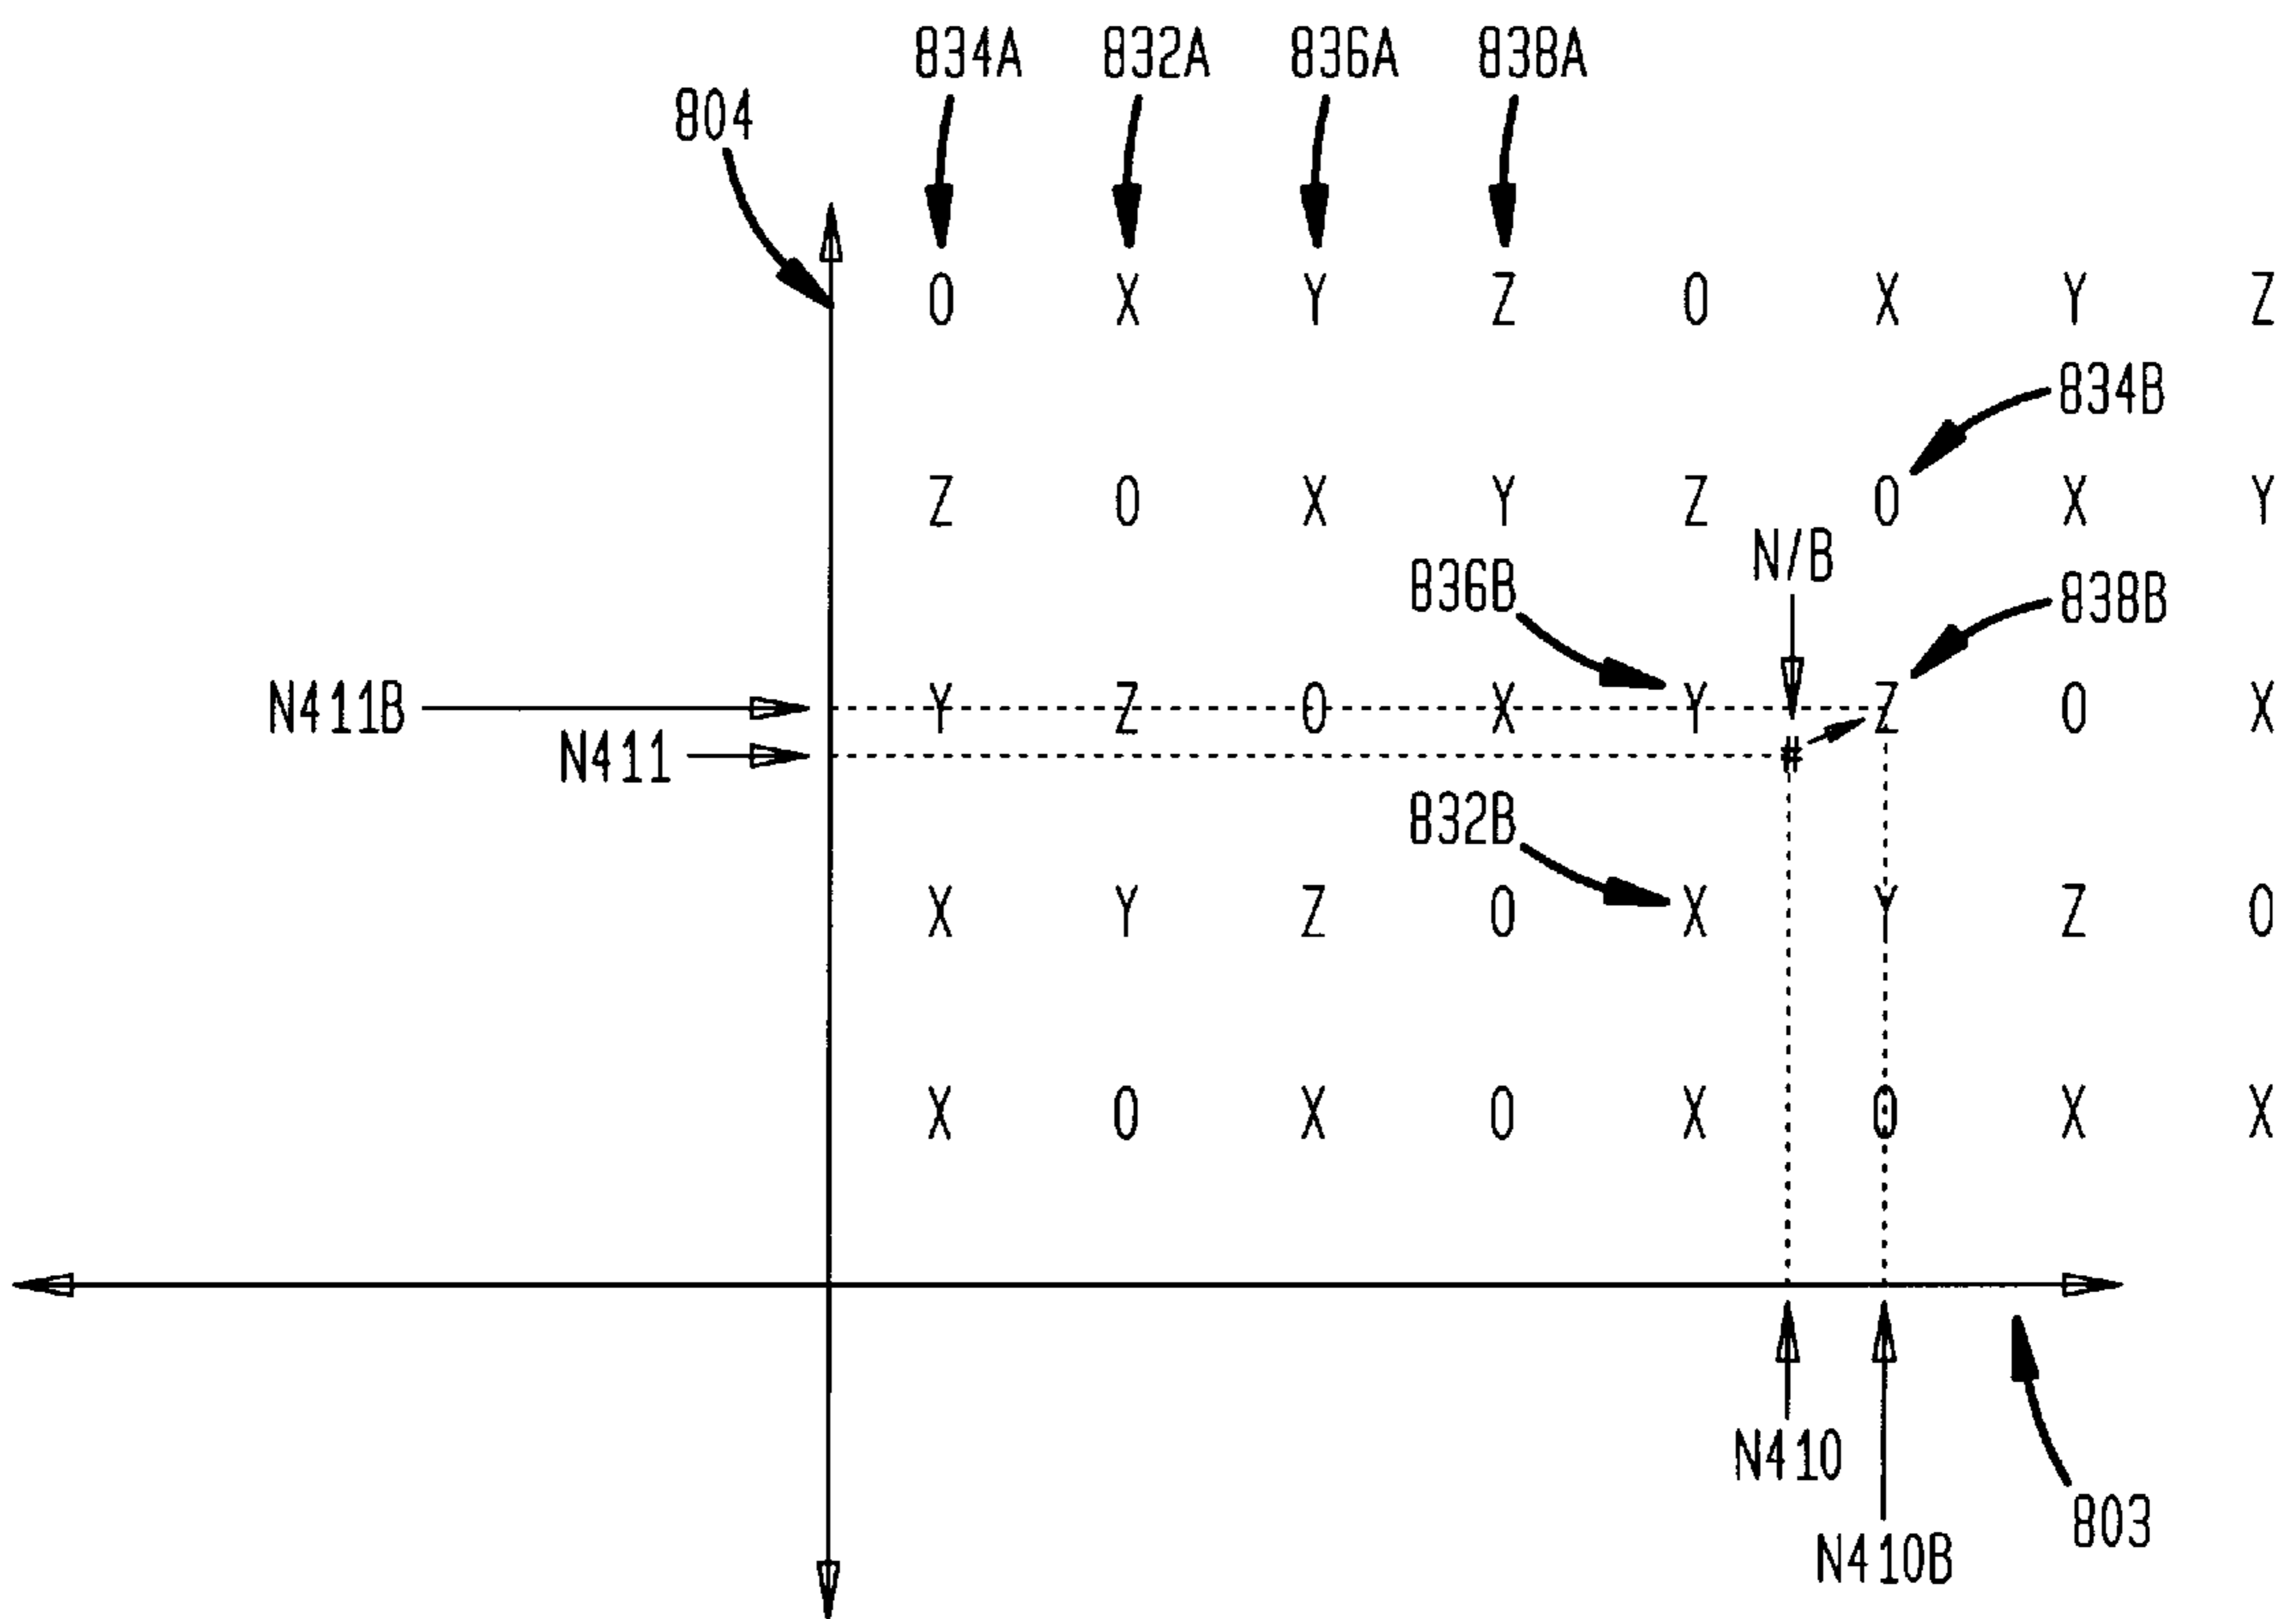 834A 832A 836A 838A
804
O X Y Z O X Y Z
834B
Z O X Y Z O X Y
N/B
836B 838B
N411B Y Z O X Y Z O X
N411 #
832B
X Y Z O X Y Z O
X O X O X O X X
N410
803
N410B